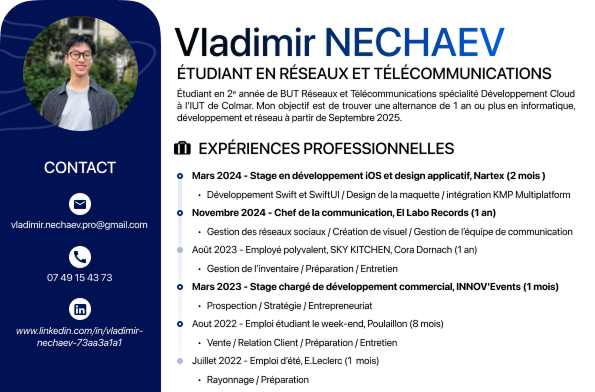 Vladimir NECHAEV
ÉTUDIANT EN RÉSEAUX ET TÉLÉCOMMUNICATIONS
Étudiant en 2ᵉ année de BUT Réseaux et Télécommunications spécialité Développement Cloud
à l'IUT de Colmar. Mon objectif est de trouver une alternance de 1 an ou plus en informatique,
développement et réseau à partir de Septembre 2025.
CONTACT
vladimir.nechaev.pro@gmail.com
07 49 15 43 73
www.linkedin.com/in/vladimir-
nechaev-73aa3a1a1
EXPÉRIENCES PROFESSIONNELLES
Mars 2024 - Stage en développement iOS et design applicatif, Nartex (2 mois )
• Développement Swift et SwiftUI / Design de la maquette / intégration KMP Multiplatform
Novembre 2024 - Chef de la communication, El Labo Records (1 an)
• Gestion des réseaux sociaux / Création de visuel / Gestion de l'équipe de communication
Août 2023 - Employé polyvalent, SKY KITCHEN, Cora Dornach (1 an)
• Gestion de l'inventaire / Préparation / Entretien
Mars 2023 - Stage chargé de développement commercial, INNOV'Events (1 mois)
• Prospection / Stratégie / Entrepreneuriat
Aout 2022 - Emploi étudiant le week-end, Poulaillon (8 mois)
• Vente / Relation Client / Préparation / Entretien
Juillet 2022 - Emploi d'été, E.Leclerc (1 mois)
• Rayonnage / Préparation